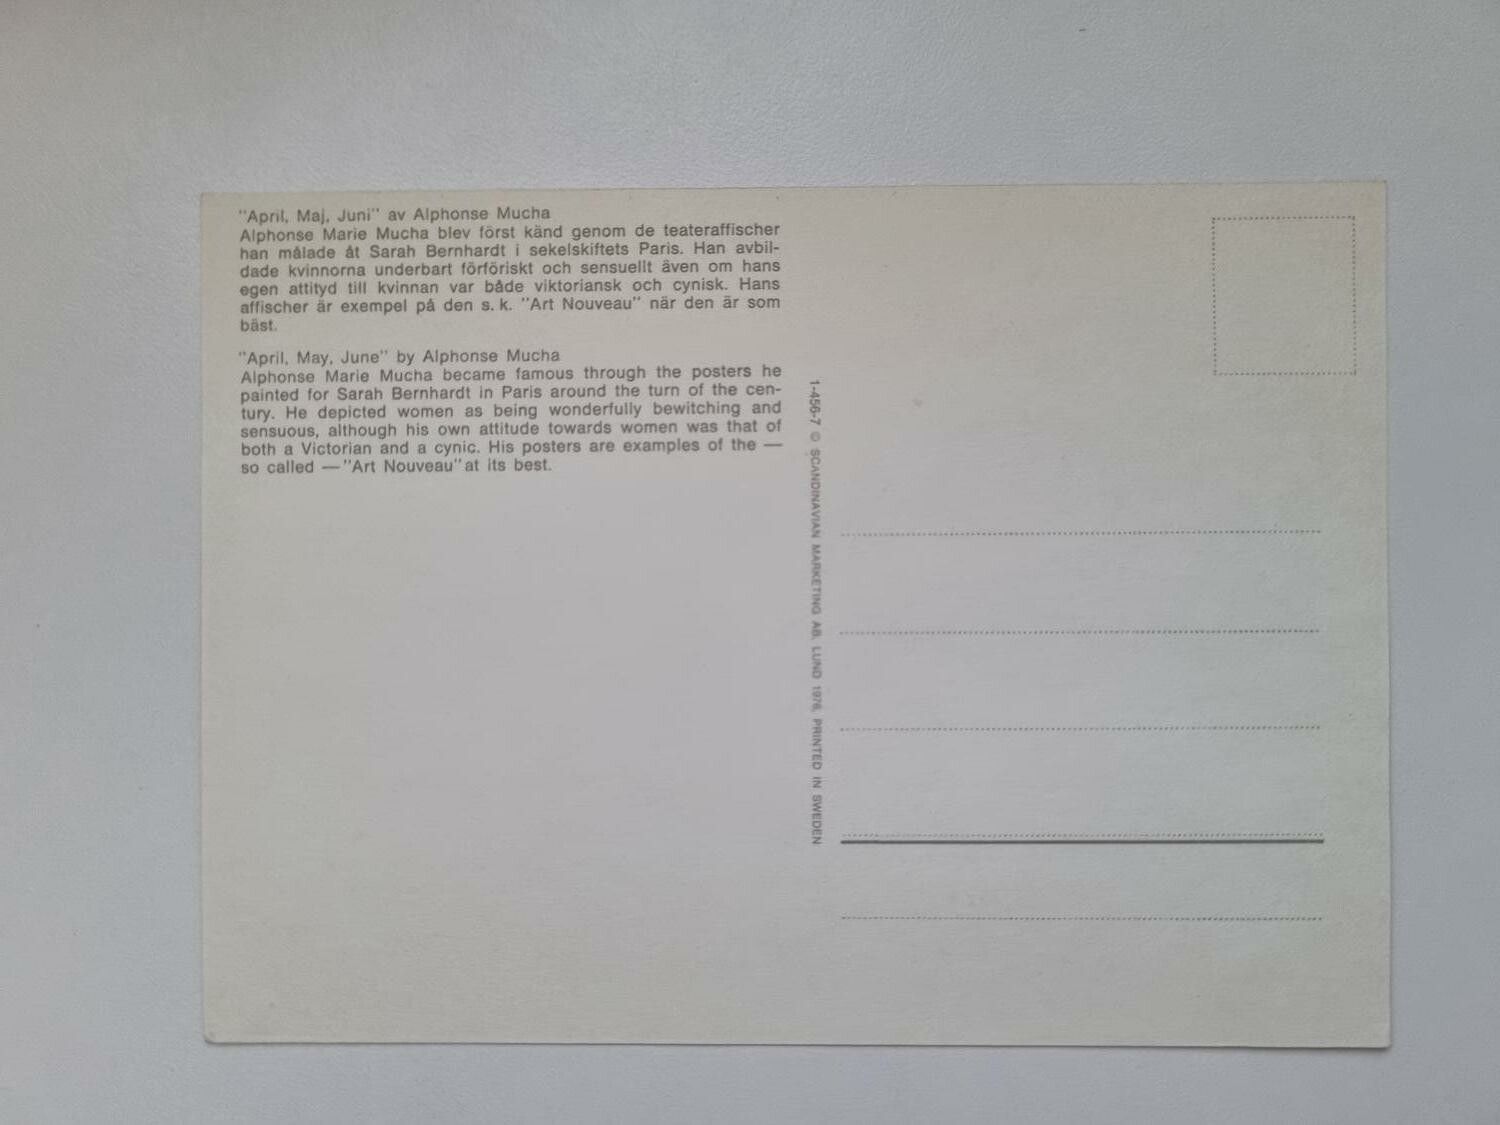 "April, Maj, Juni" av Alphonse Mucha
Alphonse Marie Mucha blev först känd genom de teateraffischer
han målade åt Sarah Bernhardt i sekelskiftets Paris. Han avbil-
dade kvinnorna underbart förföriskt och sensuellt även om hans
egen attityd till kvinnan var både viktoriansk och cynisk. Hans
affischer är exempel på den s. k. "Art Nouveau" när den är som
bäst.
"April, May, June" by Alphonse Mucha
Alphonse Marie Mucha became famous through the posters he
painted for Sarah Bernhardt in Paris around the turn of the cen-
tury. He depicted women as being wonderfully bewitching and
sensuous, although his own attitude towards women was that of
both a Victorian and a cynic. His posters are examples of the —
so called — "Art Nouveau" at its best.
1-456-7 © SCANDINAVIAN MARKETING AB, LUND 1976, PRINTED IN SWEDEN